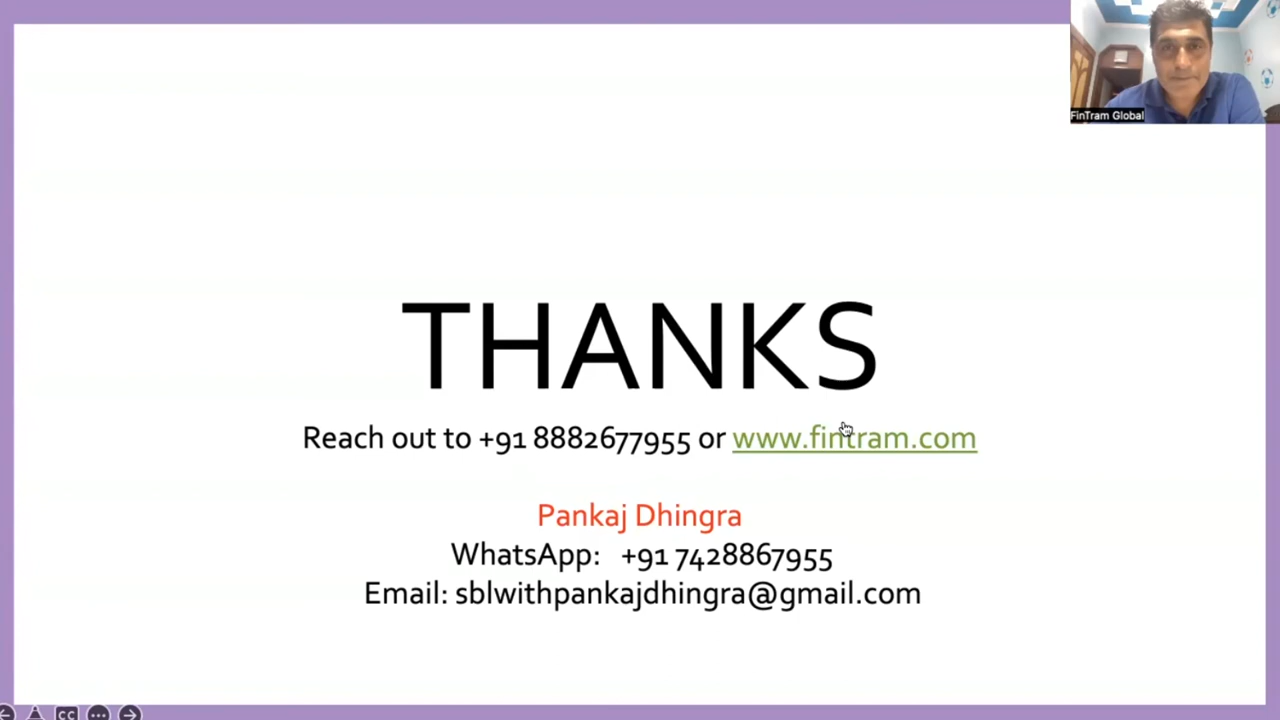 FinTram Global
THANKS
Reach out to +91 8882677955 or www.fintram.com
Pankaj Dhingra
WhatsApp: +91 7428867955
Email: sblwithpankajdhingra@gmail.com
CC